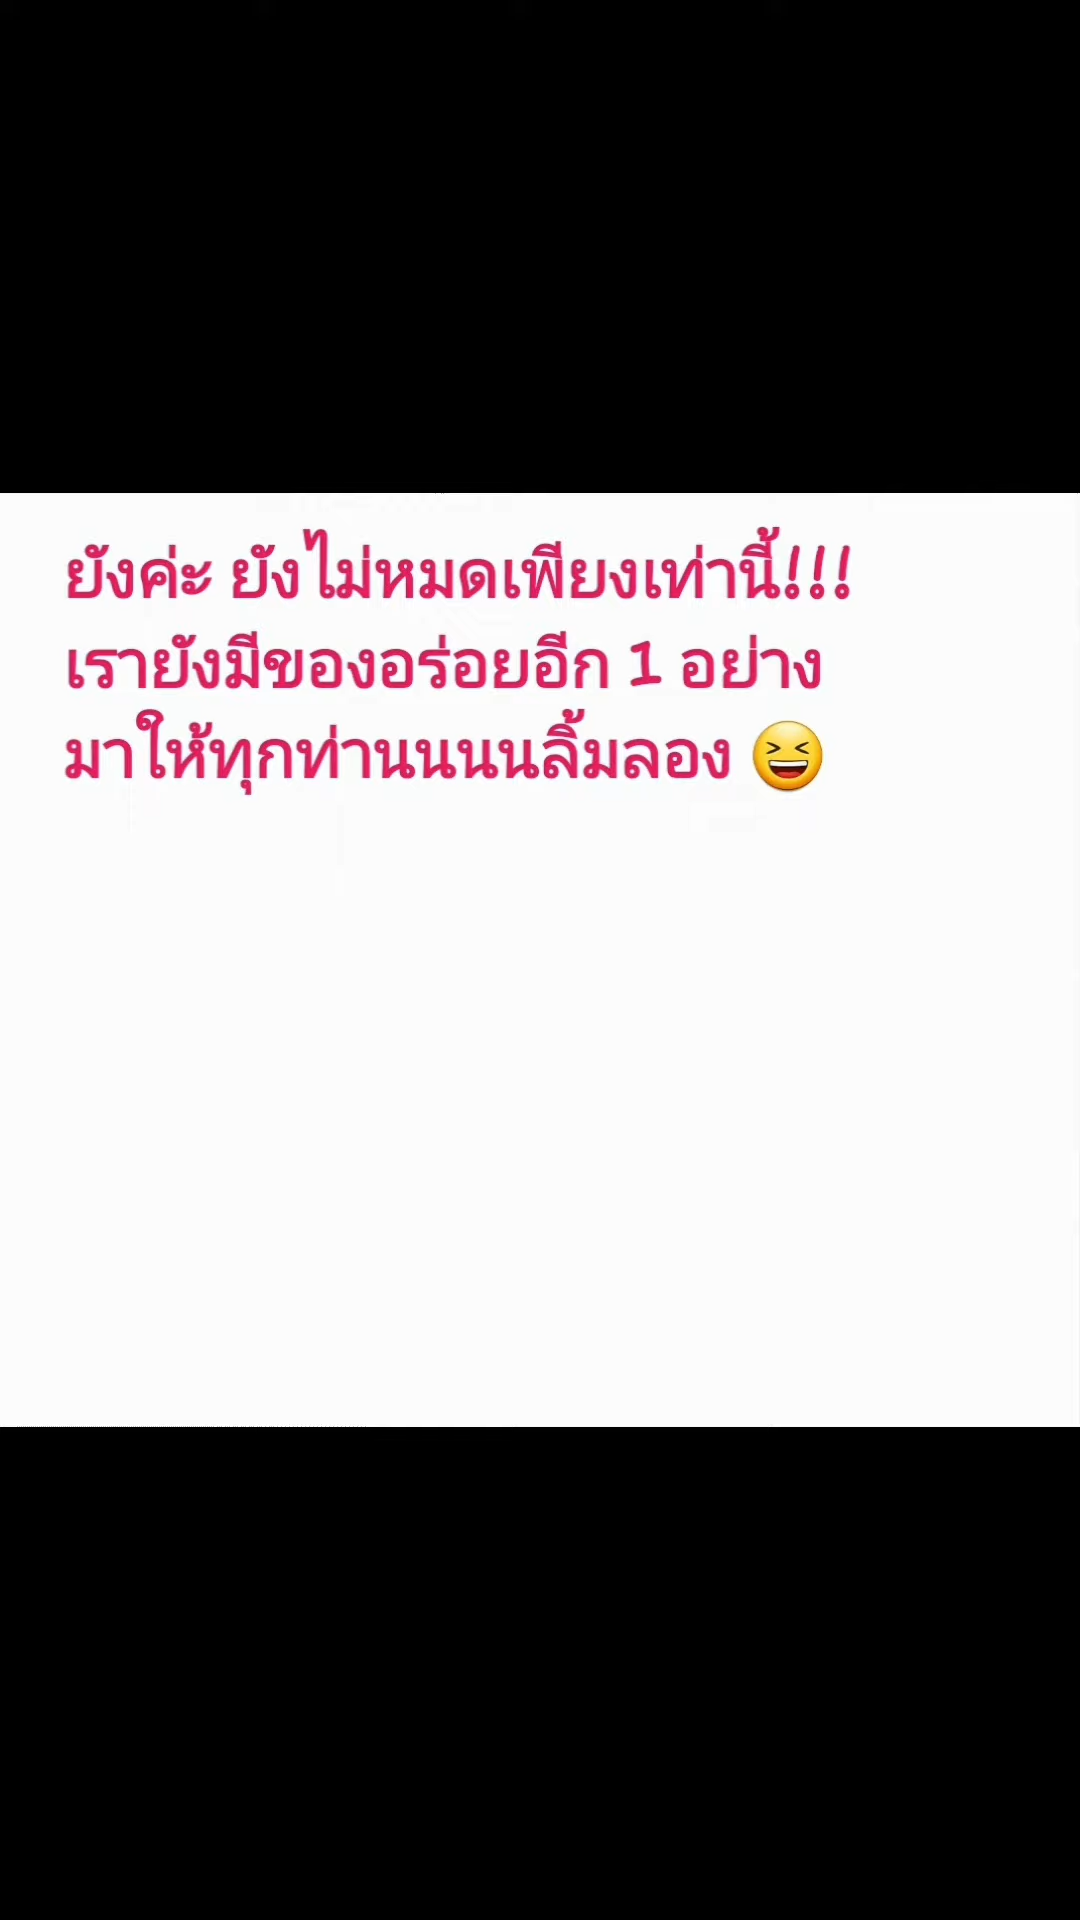 ยังค่ะ ยังไม่หมดเพียงเท่านี้!!!
เรายังมีของอร่อยอีก 1 อย่าง
มาให้ทุกท่านนนนลิ้มลอง 😆